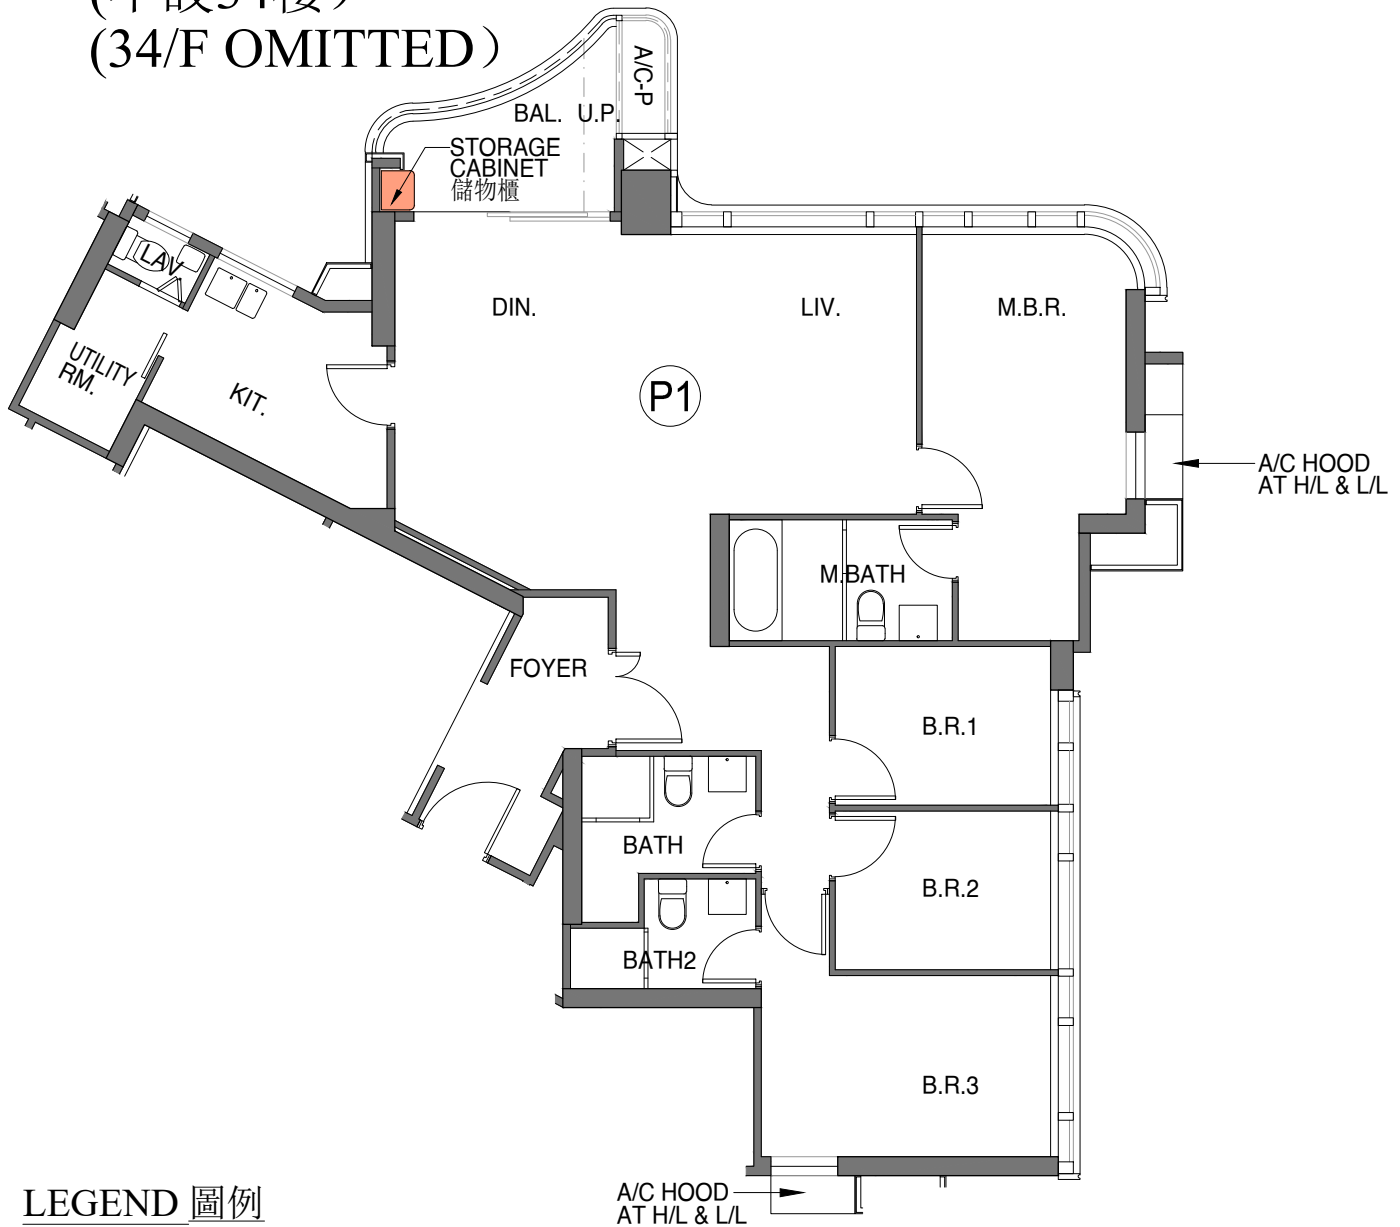 (34/F OMITTED)
A/C-P
BAL. U.P.
STORAGE
CABINET
儲物櫃
LAV.
DIN.
LIV.
M.B.R.
UTILITY
RM.
KIT.
P1
A/C HOOD
AT H/L & L/L
M.BATH
FOYER
B.R.1
BATH
B.R.2
BATH2
B.R.3
A/C HOOD
AT H/L & L/L
LEGEND 圖例